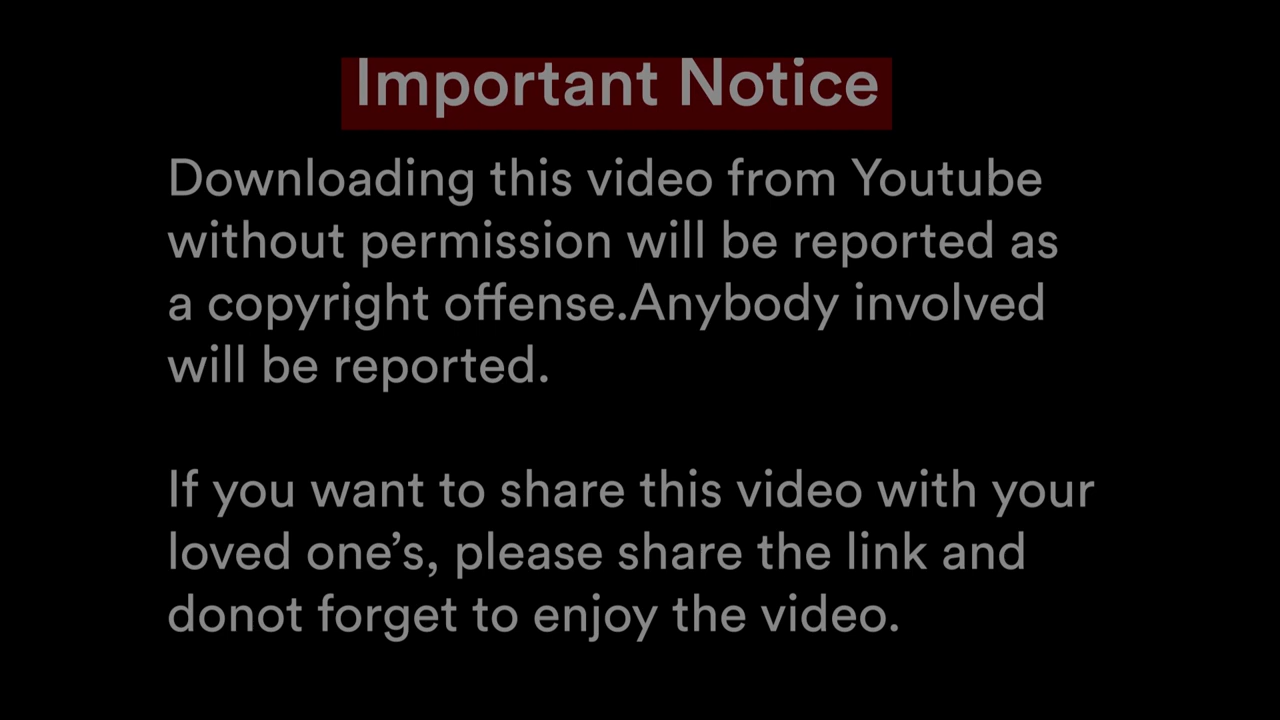 Important Notice
Downloading this video from Youtube
without permission will be reported as
a copyright offense.Anybody involved
will be reported.
If you want to share this video with your
loved one’s, please share the link and
donot forget to enjoy the video.